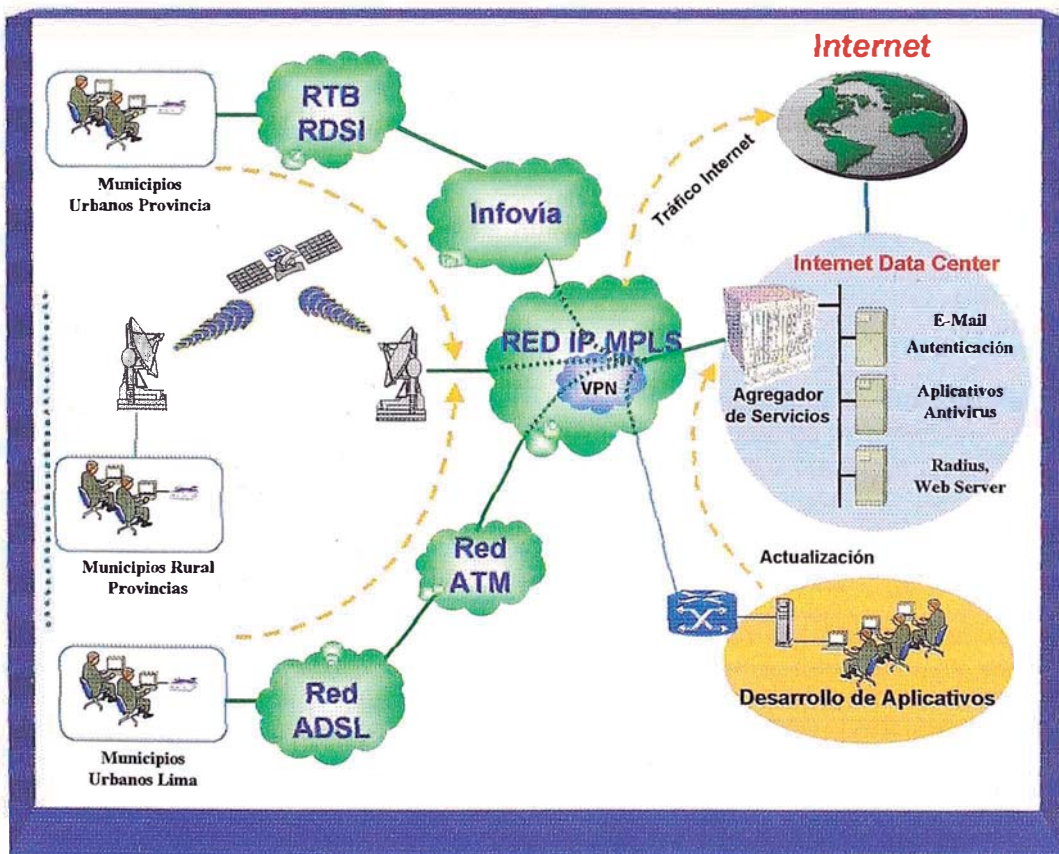 Internet
RTB
RDSI
Municipios
Urbanos Provincia
Infovía
Tráfico Internet
Internet Data Center
E-Mail
Autenticación
RED IP MPLS
VPN
Agregador
de Servicios
Aplicativos
Antivirus
Radius,
Web Server
Municipios Rural
Provincias
Red
ATM
Actualización
Red
ADSL
Desarrollo de Aplicativos
Municipios
Urbanos Lima